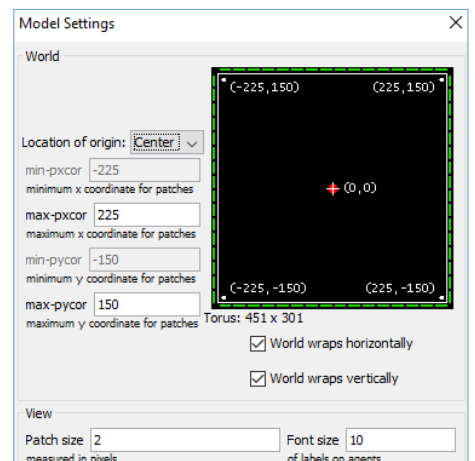 Model Settings
World
(-225,150) (225,150)
Location of origin: Center
min-pxcor -225
minimum x coordinate for patches
(0,0)
max-pxcor 225
maximum x coordinate for patches
min-pycor -150
minimum y coordinate for patches
(-225,-150) (225,-150)
max-pycor 150
maximum y coordinate for patches
Torus: 451 x 301
World wraps horizontally
World wraps vertically
View
Patch size 2 Font size 10
measured in pixels of labels on agents